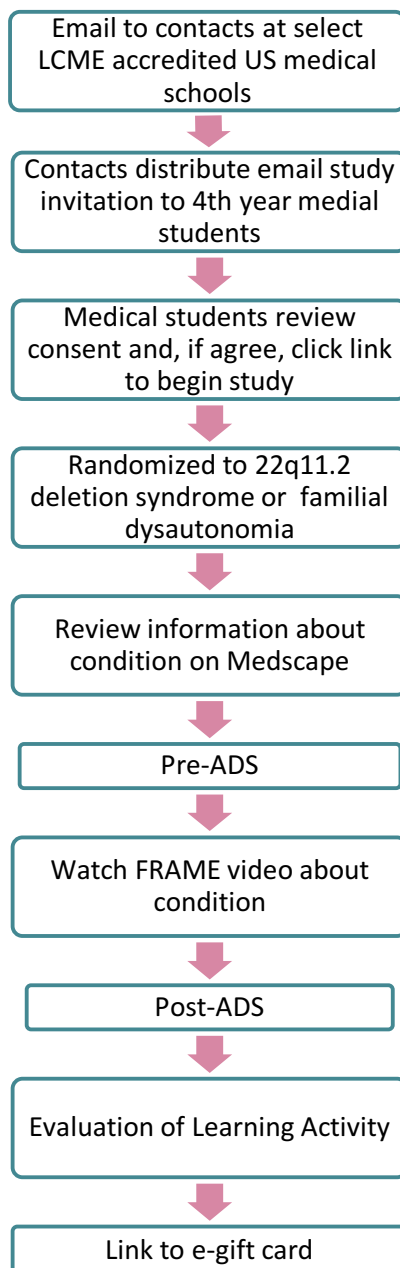 Email to contacts at select
LCME accredited US medical
schools
Contacts distribute email study
invitation to 4th year medial
students
Medical students review
consent and, if agree, click link
to begin study
Randomized to 22q11.2
deletion syndrome or familial
dysautonomia
Review information about
condition on Medscape
Pre-ADS
Watch FRAME video about
condition
Post-ADS
Evaluation of Learning Activity
Link to e-gift card